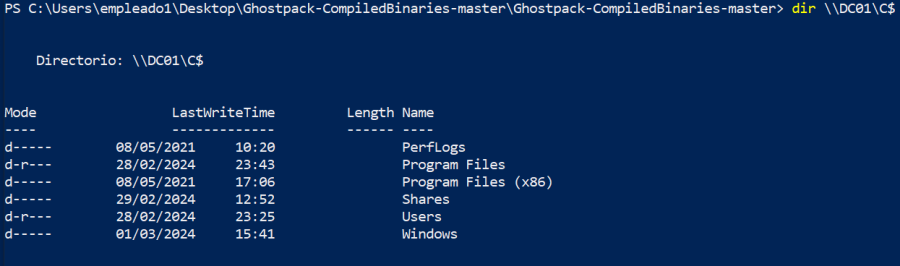 PS C:\Users\empleado1\Desktop\Ghostpack-CompiledBinaries-master\Ghostpack-CompiledBinaries-master> dir \\DC01\C$
Directorio: \\DC01\C$
Mode LastWriteTime Length Name
---- ------------- ------ ----
d----- 08/05/2021 10:20 PerfLogs
d-r--- 28/02/2024 23:43 Program Files
d----- 08/05/2021 17:06 Program Files (x86)
d----- 29/02/2024 12:52 Shares
d-r--- 28/02/2024 23:25 Users
d----- 01/03/2024 15:41 Windows